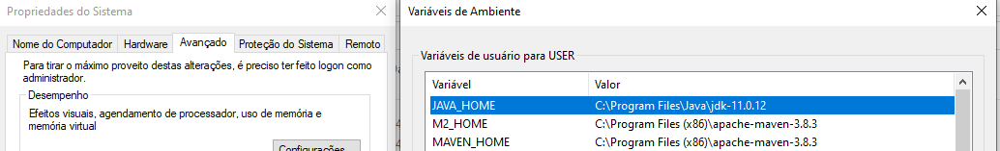 Propriedades do Sistema
Nome do Computador Hardware Avançado Proteção do Sistema Remoto
Para tirar o máximo proveito destas alterações, é preciso ter feito logon como
administrador.
Desempenho
Efeitos visuais, agendamento de processador, uso de memória e
memória virtual
Configurações...
Variáveis de Ambiente
Variáveis de usuário para USER
Variável Valor
JAVA_HOME C:\Program Files\Java\jdk-11.0.12
M2_HOME C:\Program Files (x86)\apache-maven-3.8.3
MAVEN_HOME C:\Program Files (x86)\apache-maven-3.8.3